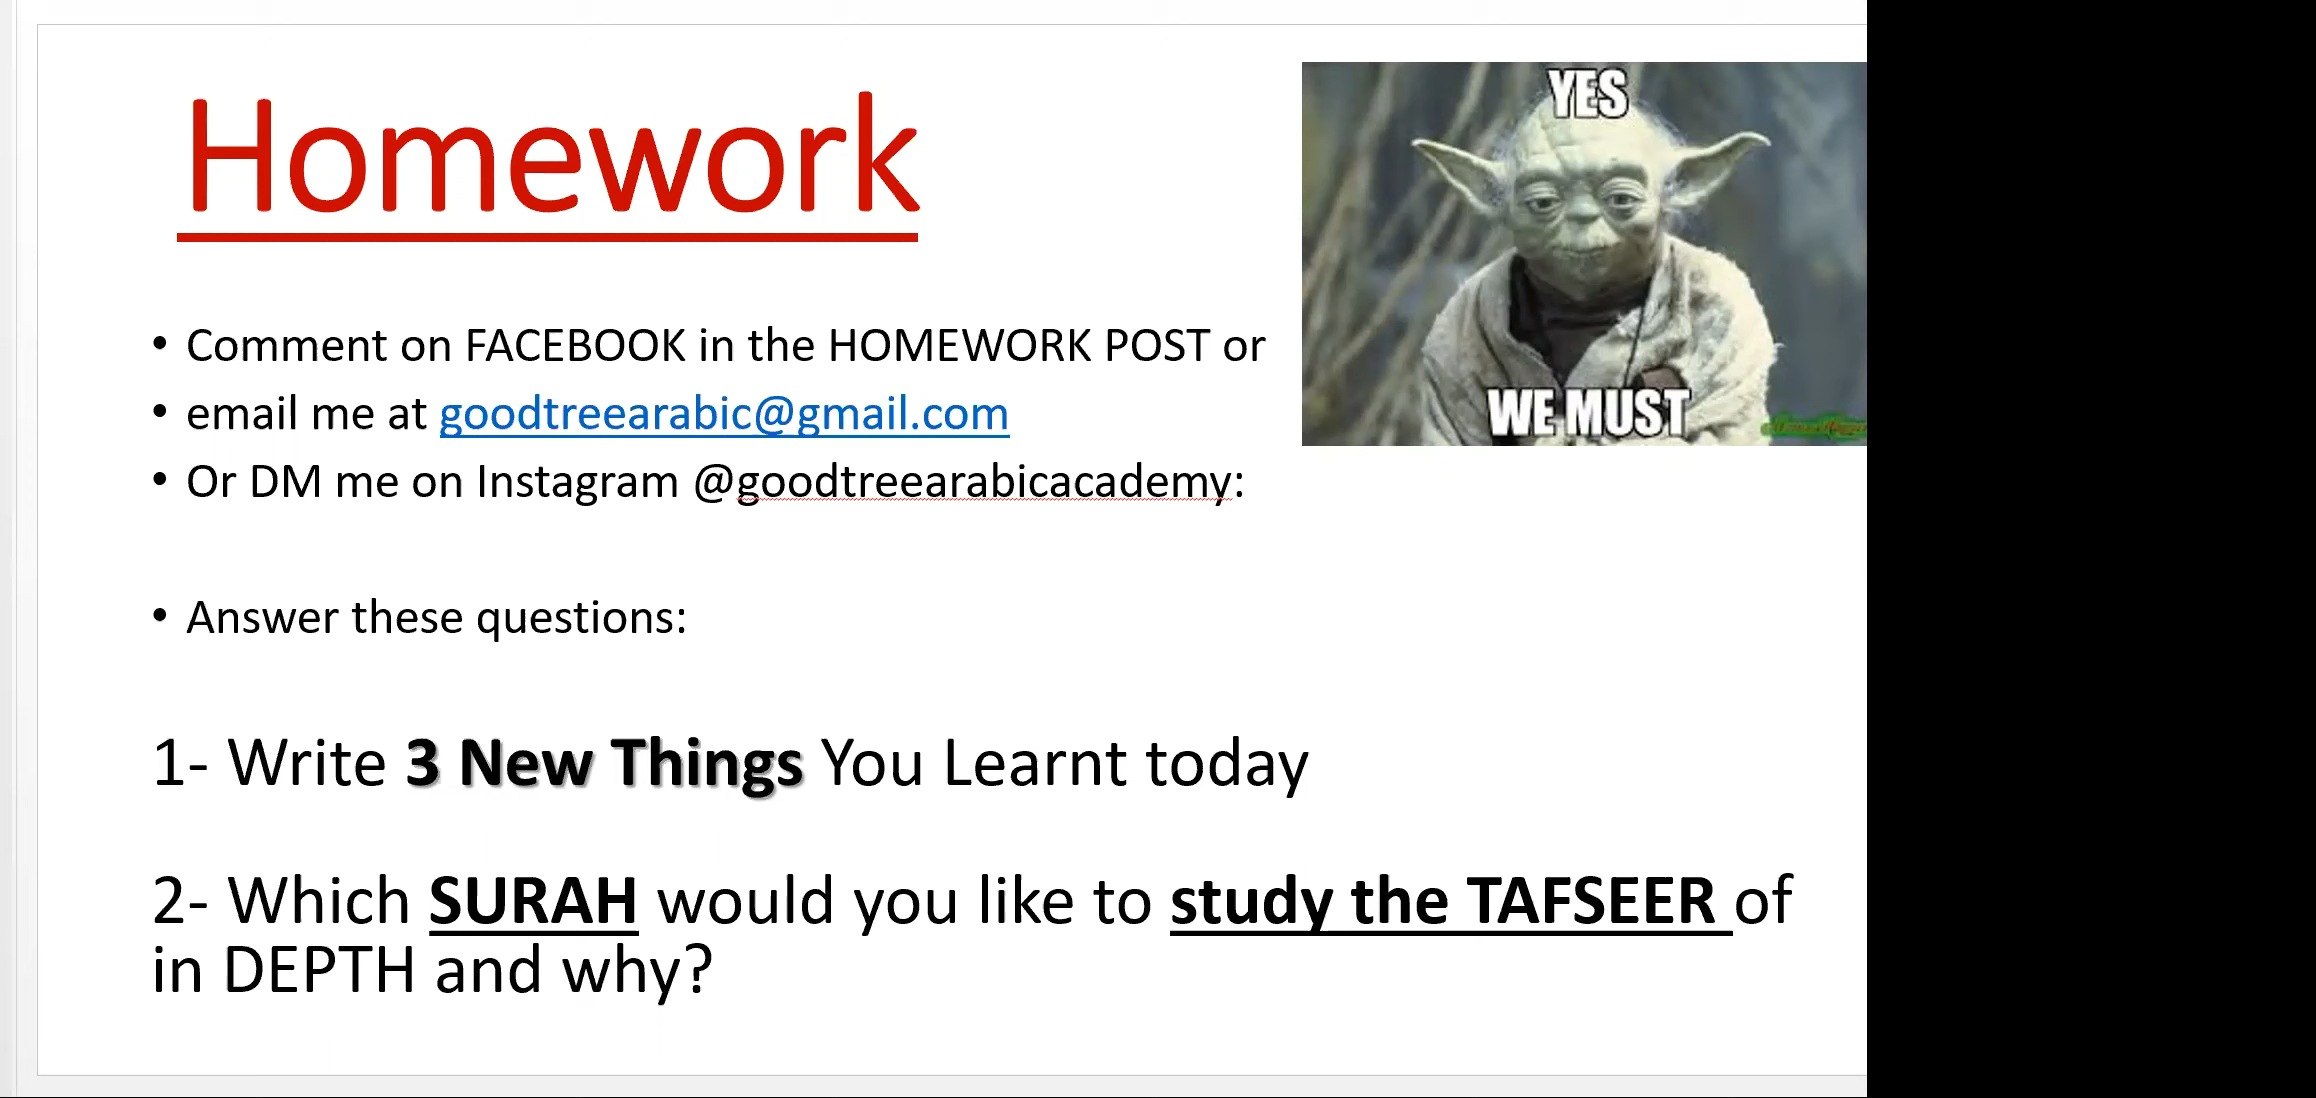 Homework
YES
WE MUST
• Comment on FACEBOOK in the HOMEWORK POST or
• email me at goodtreearabic@gmail.com
• Or DM me on Instagram @goodtreearabicacademy:
• Answer these questions:
1- Write 3 New Things You Learnt today
2- Which SURAH would you like to study the TAFSEER of
in DEPTH and why?